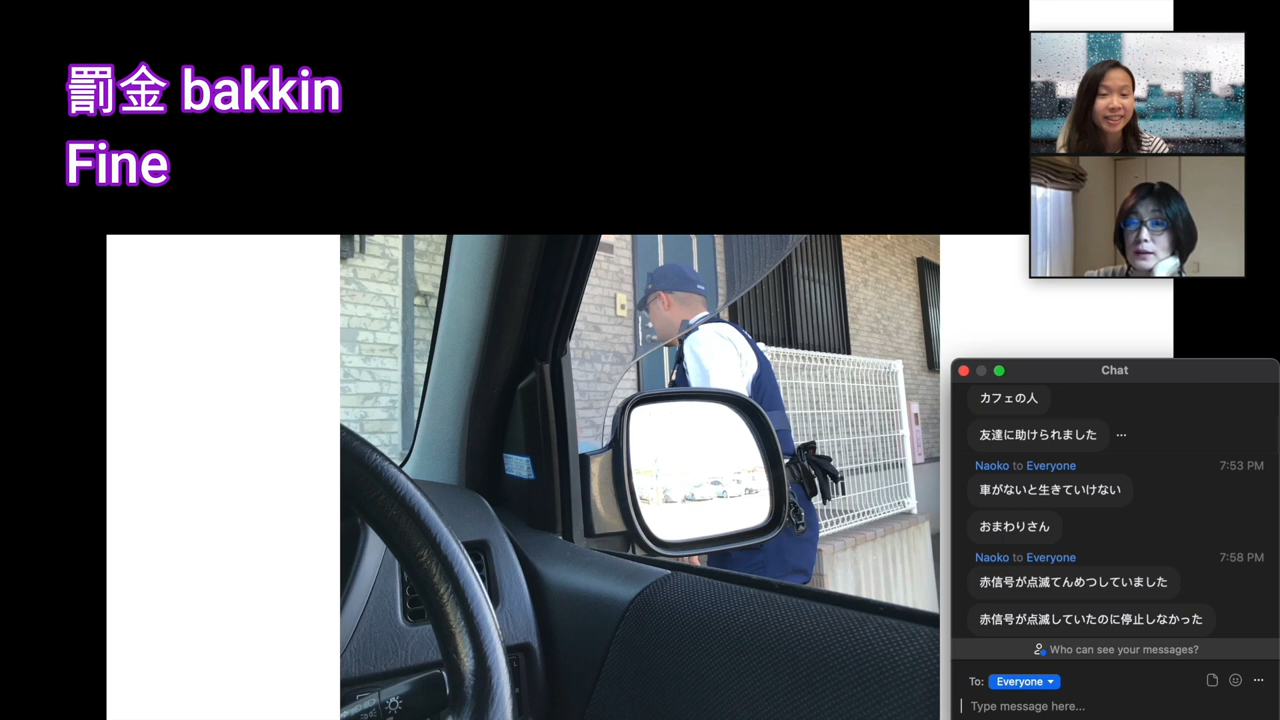 罰金 bakkin
Fine
Chat
カフェの人
友達に助けられました ...
Naoko to Everyone 7:53 PM
車がないと生きていけない
おまわりさん
Naoko to Everyone 7:58 PM
赤信号が点滅てんめつしていました
赤信号が点滅していたのに停止しなかった
Who can see your messages?
To: Everyone
Type message here...